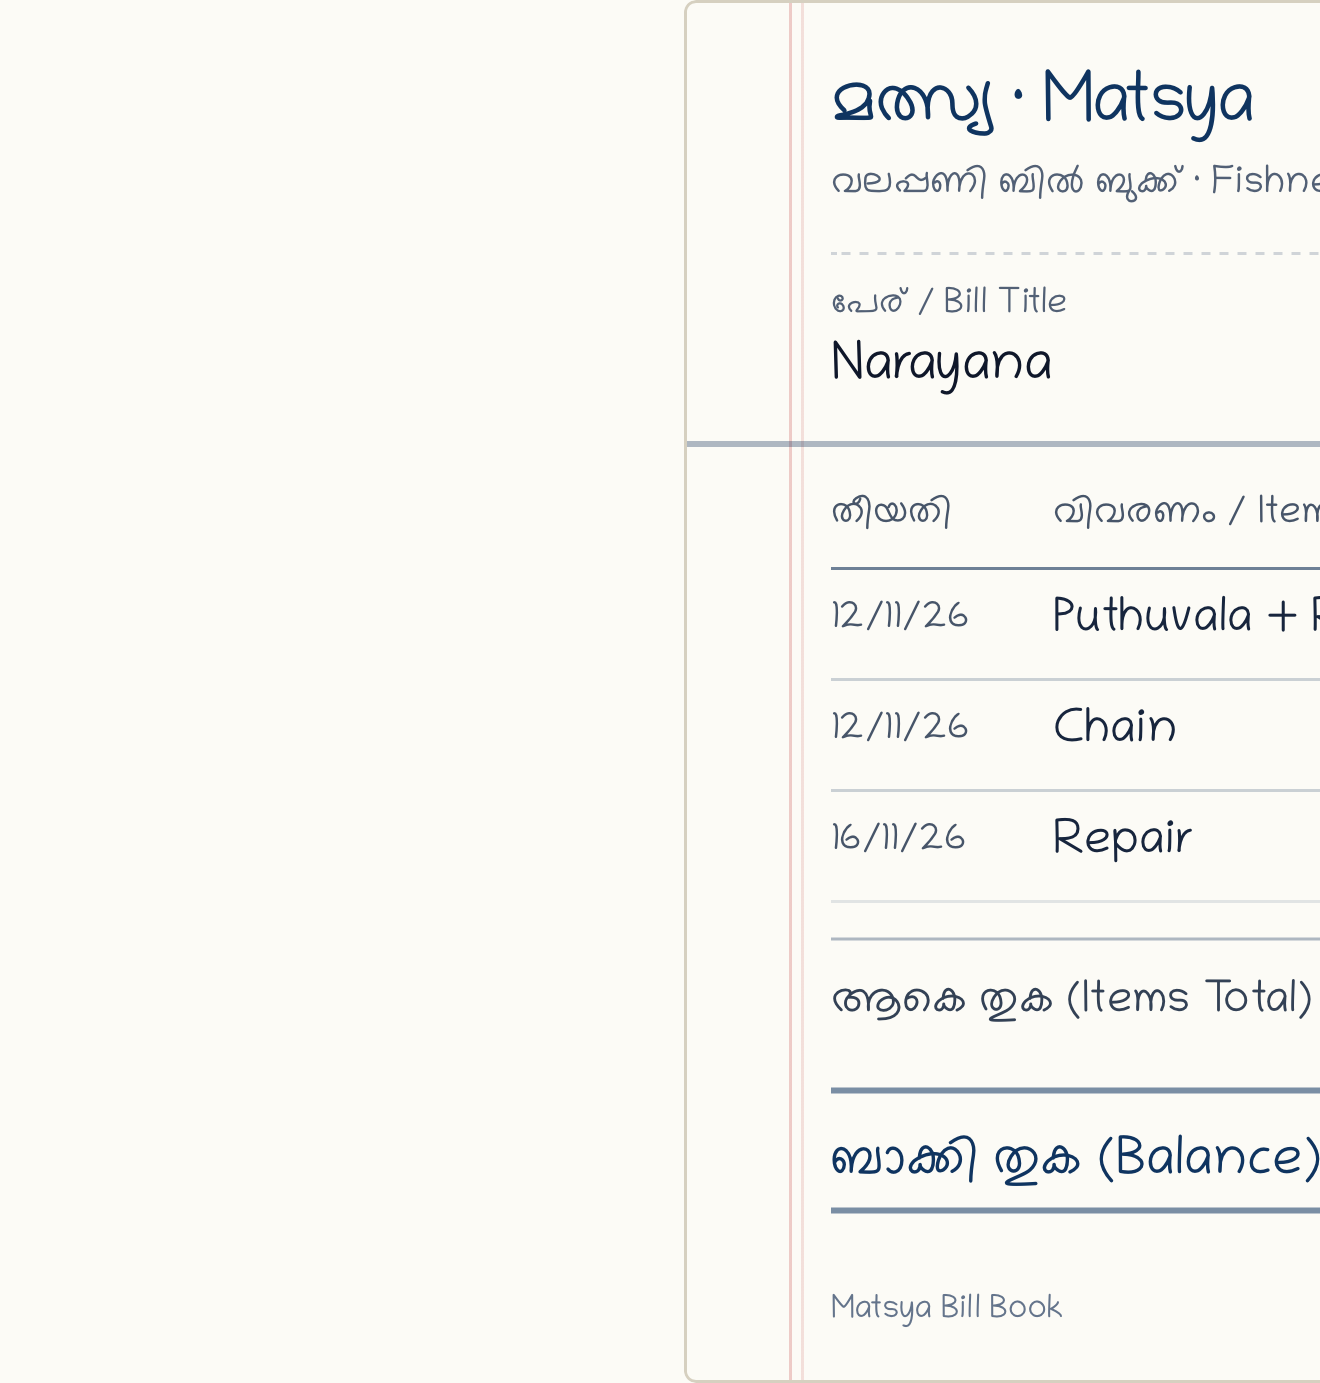 മത്സ്യ · Matsya
വലപ്പണി ബിൽ ബുക്ക് · Fishne
പേര് / Bill Title
Narayana
തീയതി വിവരണം / Item
12/11/26 Puthuvala +
12/11/26 Chain
16/11/26 Repair
ആകെ തുക (Items Total)
ബാക്കി തുക (Balance)
Matsya Bill Book